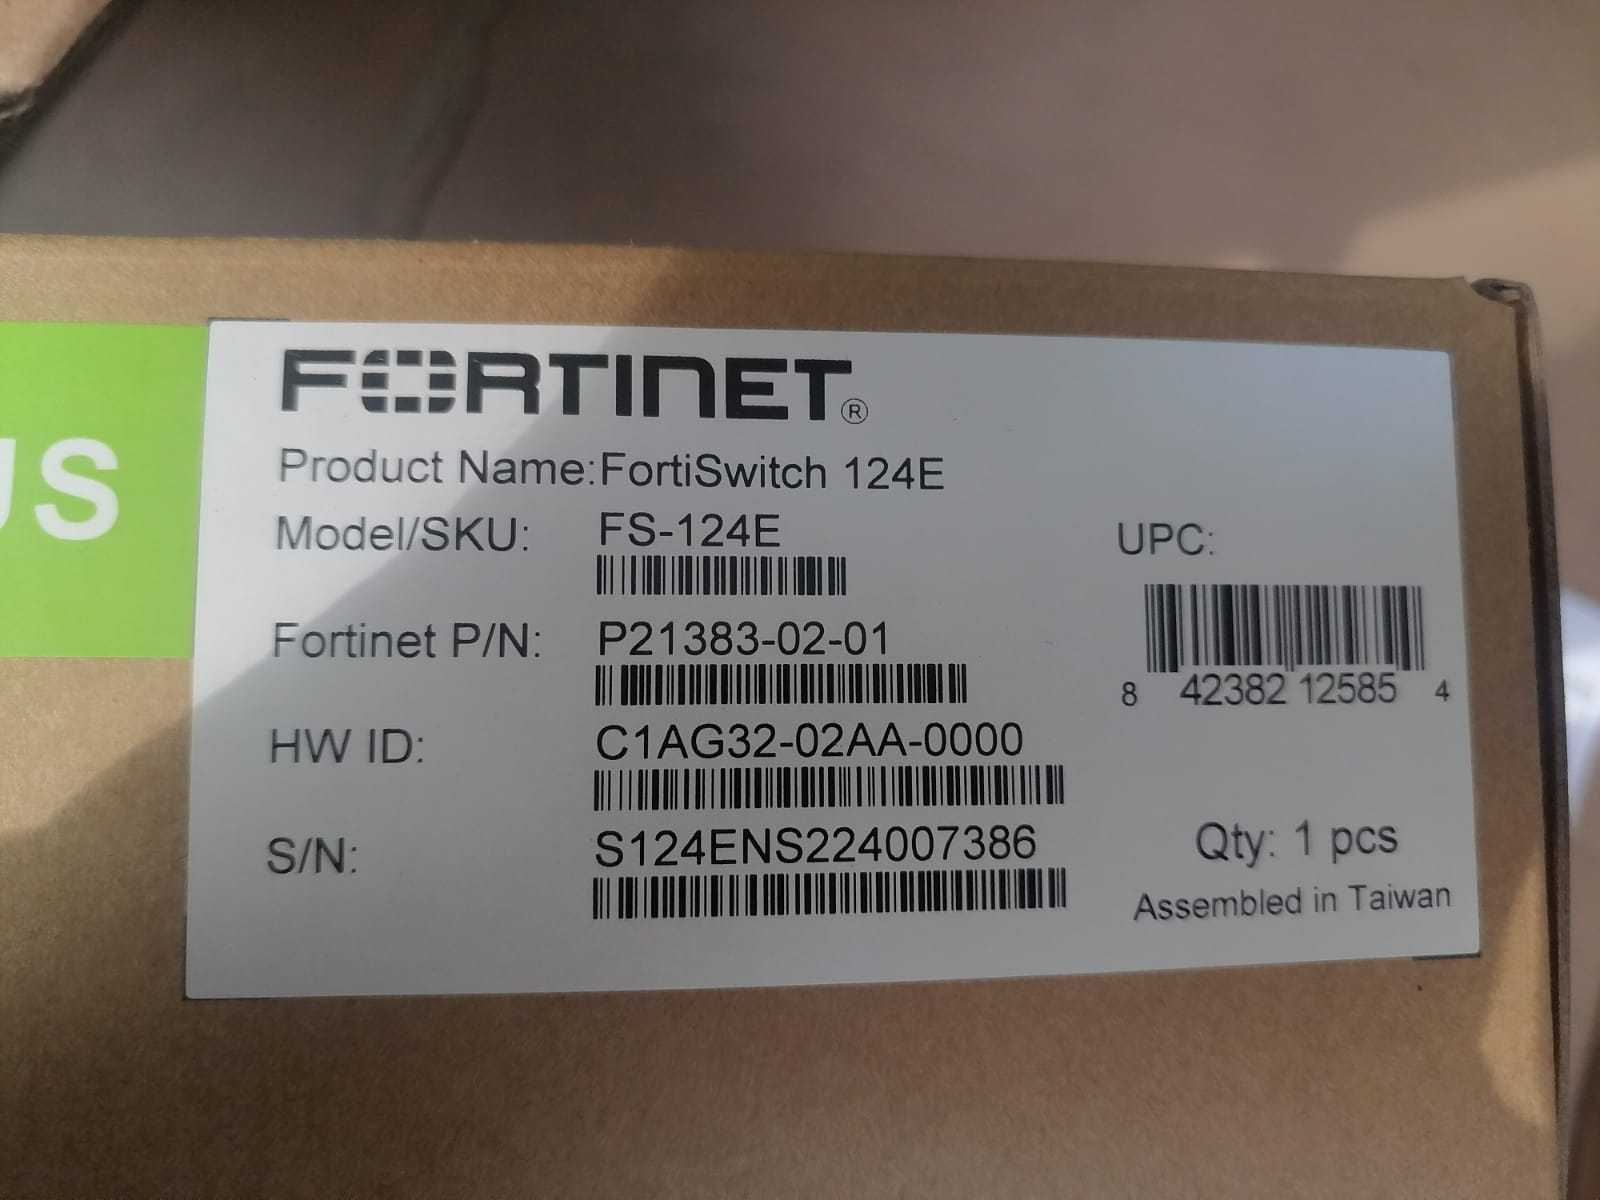 FORTINET®
Product Name:FortiSwitch 124E
Model/SKU: FS-124E
UPC:
Fortinet P/N: P21383-02-01
8 42382 12585 4
HW ID: C1AG32-02AA-0000
S/N: S124ENS224007386
Qty: 1 pcs
Assembled in Taiwan